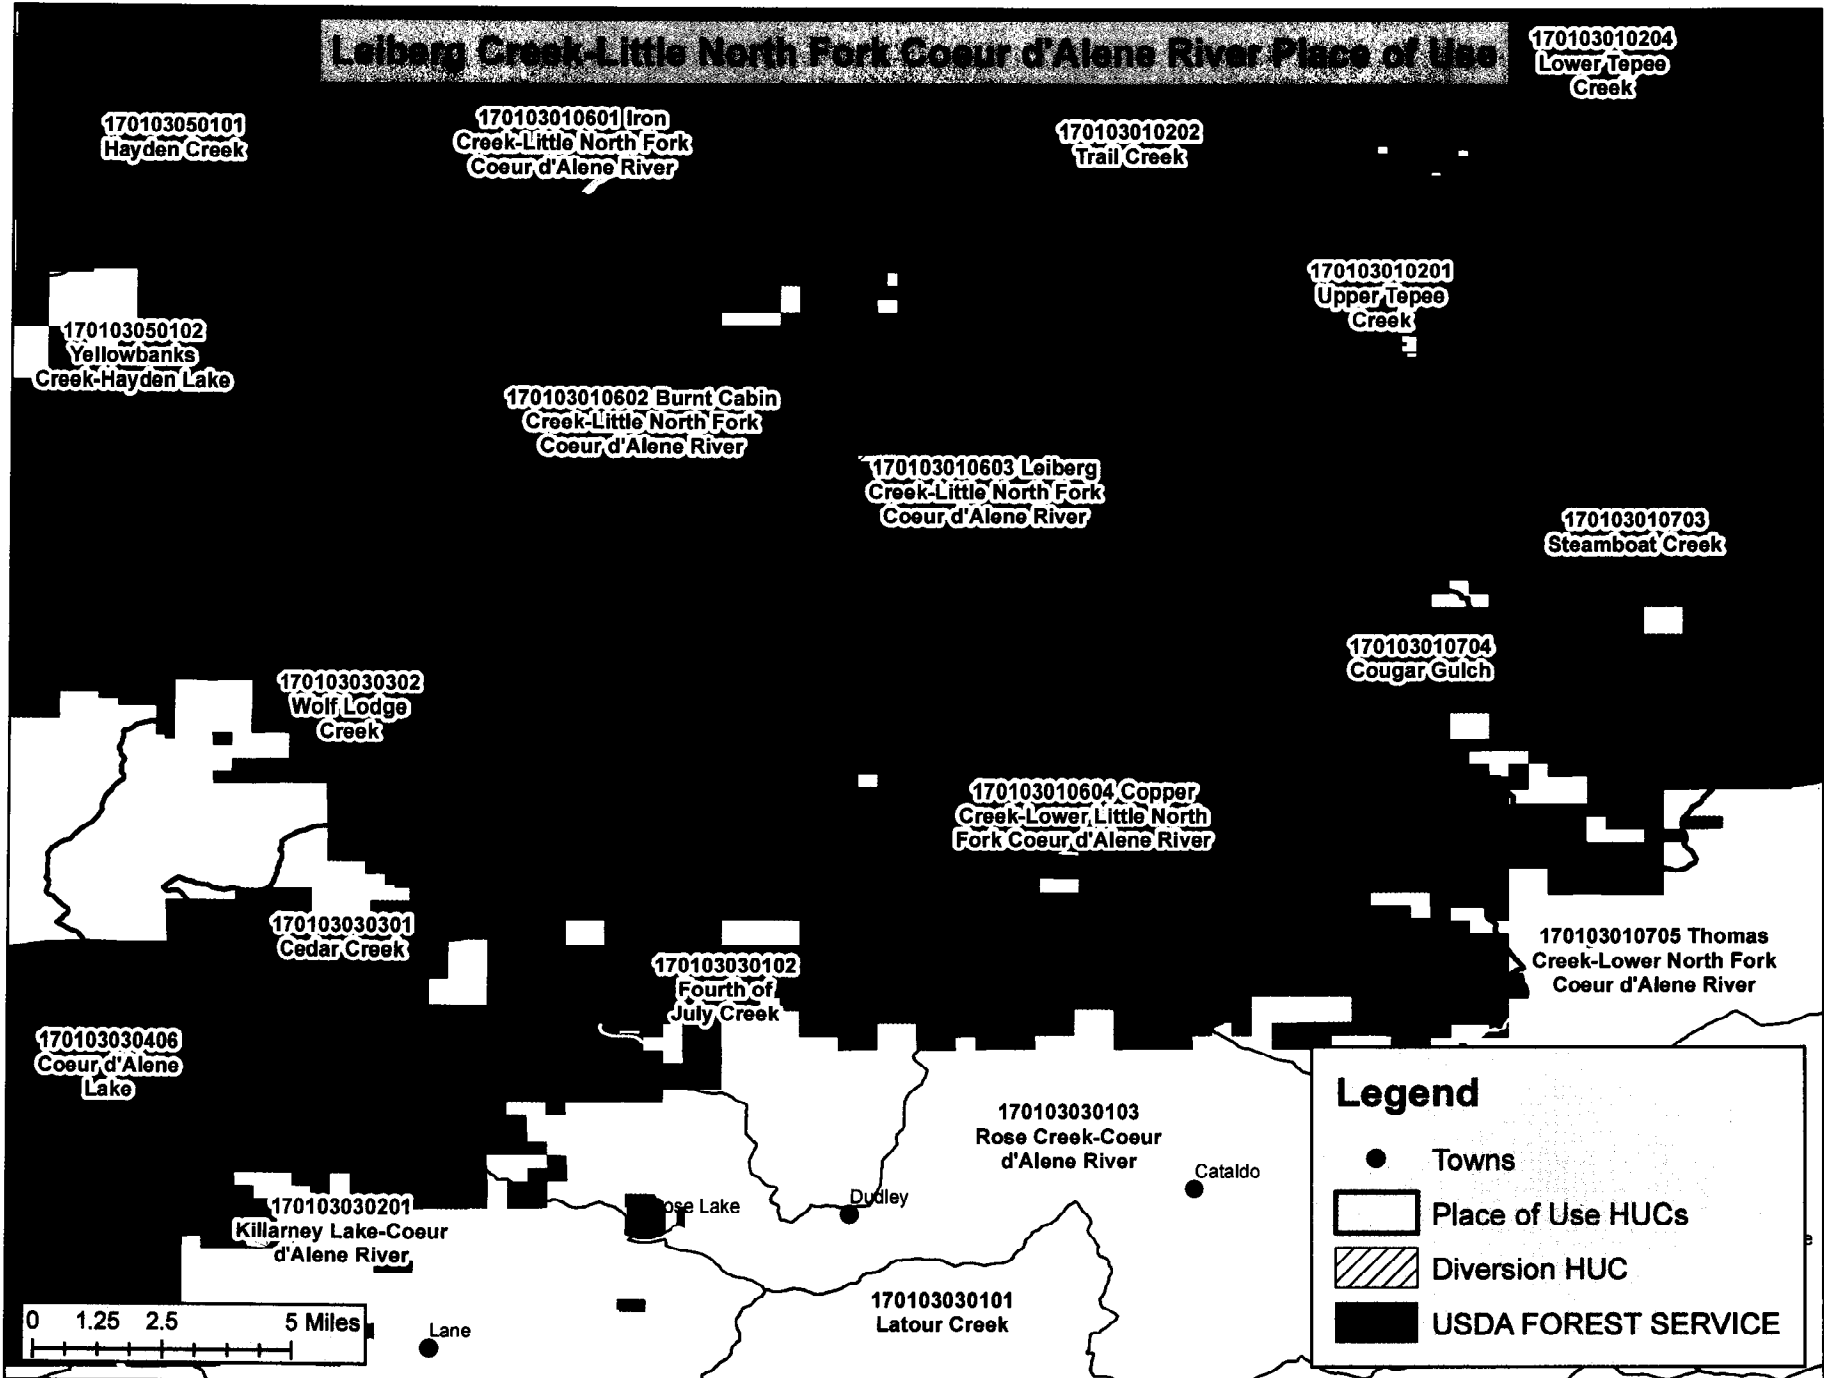 Leiberg Creek-Little North Fork Coeur d'Alene River Place of Use
170103010204
Lower Tepee
Creek
170103050101
Hayden Creek
170103010601 Iron
Creek-Little North Fork
Coeur d'Alene River
170103010202
Trail Creek
170103010201
Upper Tepee
Creek
170103050102
Yellowbanks
Creek-Hayden Lake
170103010602 Burnt Cabin
Creek-Little North Fork
Coeur d'Alene River
170103010603 Leiberg
Creek-Little North Fork
Coeur d'Alene River
170103010703
Steamboat Creek
170103010704
Cougar Gulch
170103030302
Wolf Lodge
Creek
170103010604 Copper
Creek-Lower Little North
Fork Coeur d'Alene River
170103030301
Cedar Creek
170103030102
Fourth of
July Creek
170103010705 Thomas
Creek-Lower North Fork
Coeur d'Alene River
170103030406
Coeur d'Alene
Lake
170103030103
Rose Creek-Coeur
d'Alene River
Cataldo
Dudley
ose Lake
170103030201
Killarney Lake-Coeur
d'Alene River
170103030101
Latour Creek
Lane
0 1.25 2.5 5 Miles
Legend
Towns
Place of Use HUCs
Diversion HUC
USDA FOREST SERVICE
e